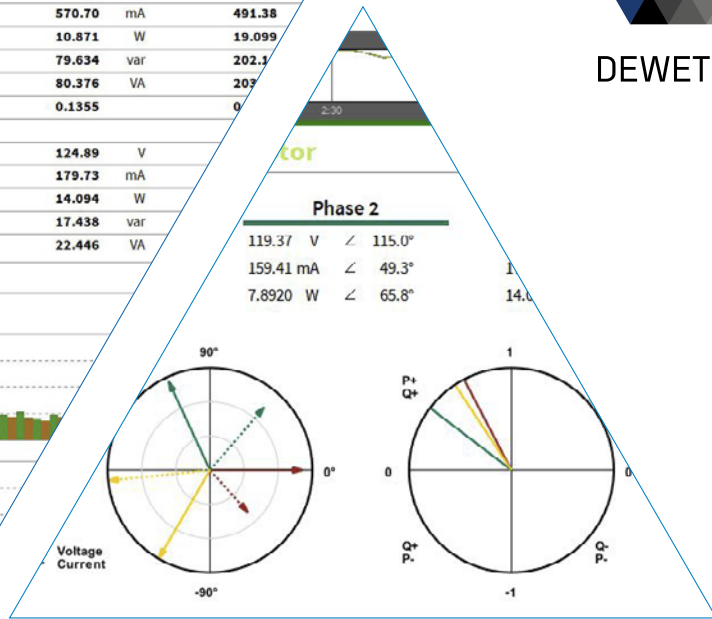 570.70 mA 491.38
10.871 W 19.099
79.634 var 202.1
80.376 VA 203
0.1355 0
124.89 V
179.73 mA
14.094 W
17.438 var
22.446 VA
DEWET
2:30
tor
Phase 2
119.37 V ∠ 115.0°
159.41 mA ∠ 49.3° 1
7.8920 W ∠ 65.8° 14.0
90°
0°
-90°
Voltage
Current
1
P+
Q+
0 0
Q+
P-
Q-
P-
-1